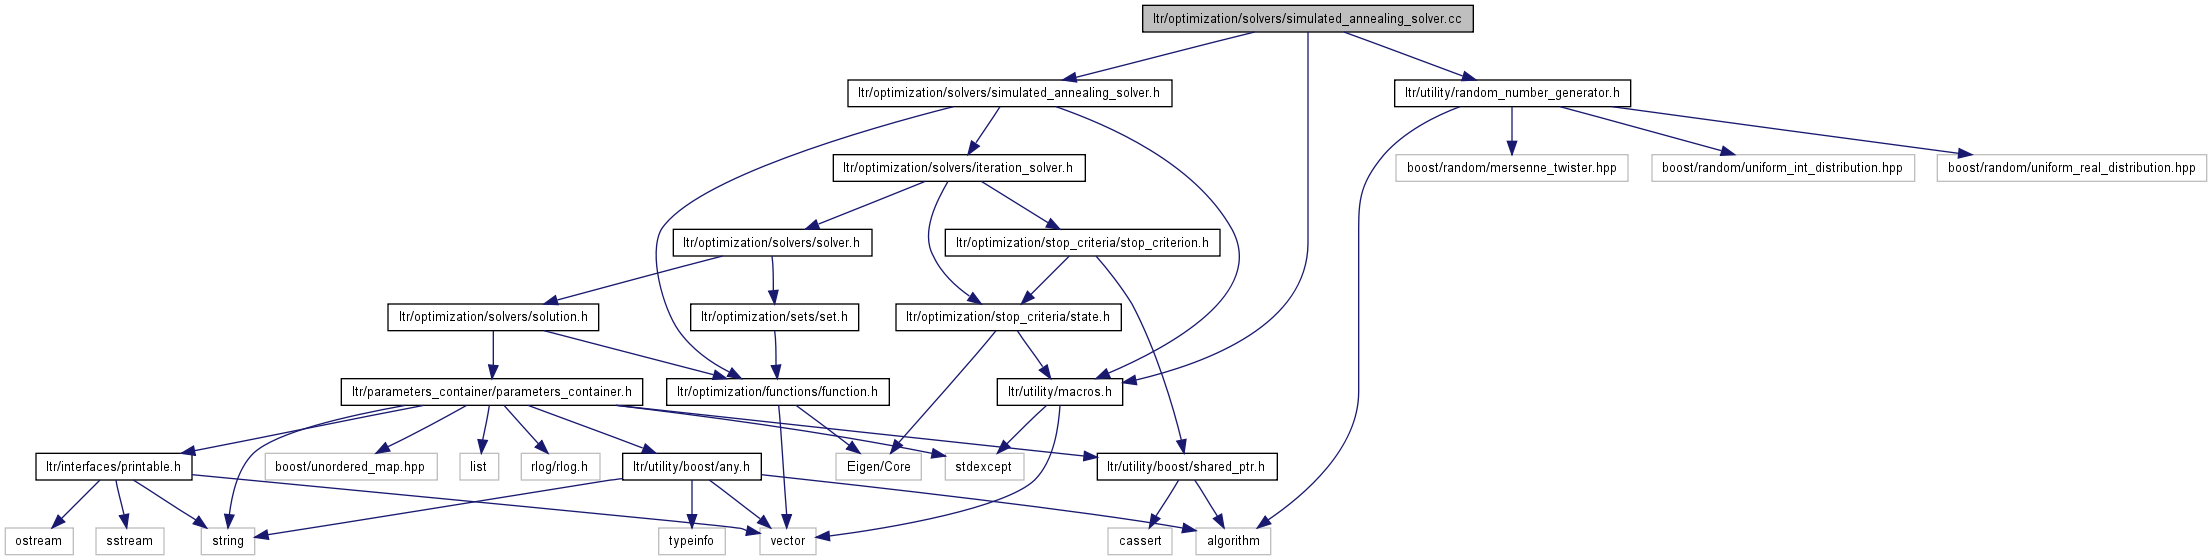 ltr/optimization/solvers/simulated_annealing_solver.cc
ltr/optimization/solvers/simulated_annealing_solver.h
ltr/utility/random_number_generator.h
ltr/optimization/solvers/iteration_solver.h
boost/random/mersenne_twister.hpp
boost/random/uniform_int_distribution.hpp
boost/random/uniform_real_distribution.hpp
ltr/optimization/solvers/solver.h
ltr/optimization/stop_criteria/stop_criterion.h
ltr/optimization/solvers/solution.h
ltr/optimization/sets/set.h
ltr/optimization/stop_criteria/state.h
ltr/parameters_container/parameters_container.h
ltr/optimization/functions/function.h
ltr/utility/macros.h
ltr/interfaces/printable.h
boost/unordered_map.hpp
list
rlog/rlog.h
ltr/utility/boost/any.h
Eigen/Core
stdexcept
ltr/utility/boost/shared_ptr.h
ostream
sstream
string
typeinfo
vector
cassert
algorithm